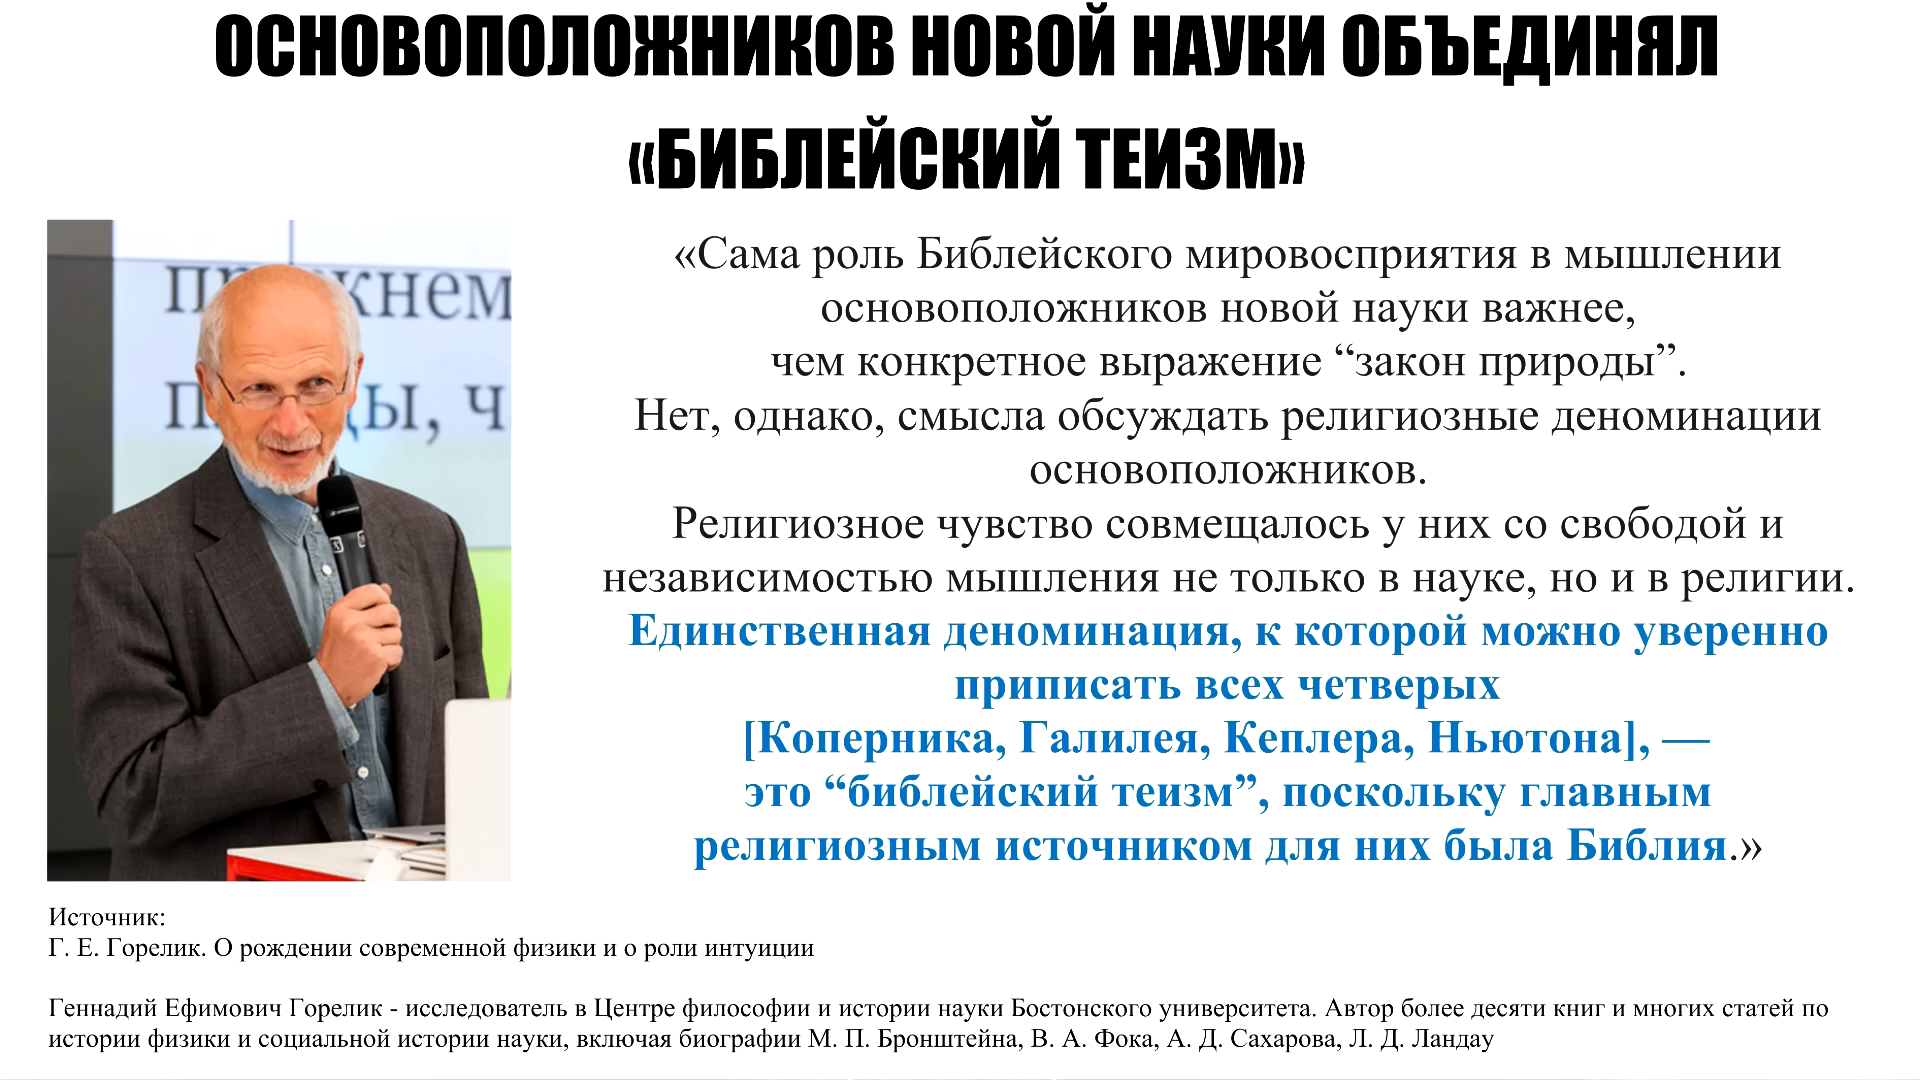 ОСНОВОПОЛОЖНИКОВ НОВОЙ НАУКИ ОБЪЕДИНЯЛ
«БИБЛЕЙСКИЙ ТЕИЗМ»
«Сама роль Библейского мировосприятия в мышлении
основоположников новой науки важнее,
чем конкретное выражение “закон природы”.
Нет, однако, смысла обсуждать религиозные деноминации
основоположников.
Религиозное чувство совмещалось у них со свободой и
независимостью мышления не только в науке, но и в религии.
Единственная деноминация, к которой можно уверенно
приписать всех четверых
[Коперника, Галилея, Кеплера, Ньютона], —
это “библейский теизм”, поскольку главным
религиозным источником для них была Библия.»
Источник:
Г. Е. Горелик. О рождении современной физики и о роли интуиции
Геннадий Ефимович Горелик - исследователь в Центре философии и истории науки Бостонского университета. Автор более десяти книг и многих статей по
истории физики и социальной истории науки, включая биографии М. П. Бронштейна, В. А. Фока, А. Д. Сахарова, Л. Д. Ландау